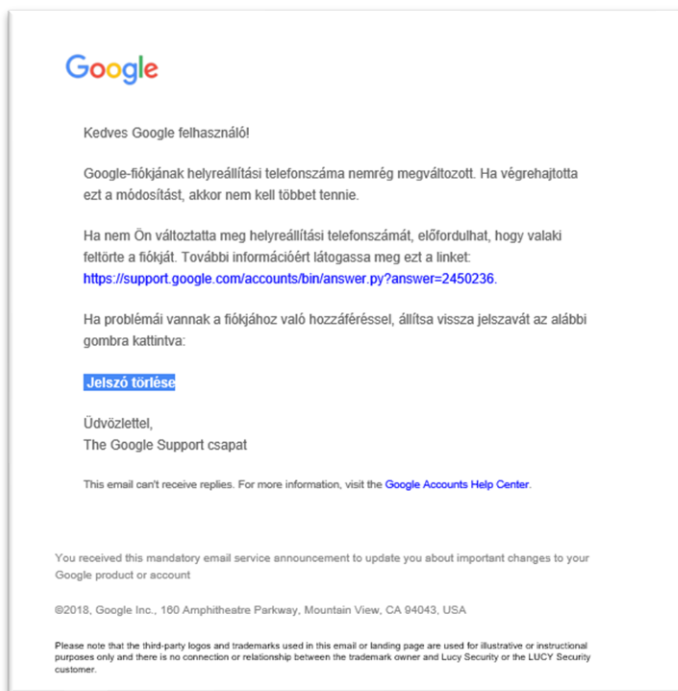 Google
Kedves Google felhasználó!
Google-fiókjának helyreállítási telefonszáma nemrég megváltozott. Ha végrehajtotta
ezt a módosítást, akkor nem kell többet tennie.
Ha nem Ön változtatta meg helyreállítási telefonszámát, előfordulhat, hogy valaki
feltörte a fiókját. További információért látogassa meg ezt a linket:
https://support.google.com/accounts/bin/answer.py?answer=2450236.
Ha problémái vannak a fiókjához való hozzáféréssel, állítsa vissza jelszavát az alábbi
gombra kattintva:
Jelszó törlése
Üdvözlettel,
The Google Support csapat
This email can't receive replies. For more information, visit the Google Accounts Help Center.
You received this mandatory email service announcement to update you about important changes to your
Google product or account
©2018, Google Inc., 160 Amphitheatre Parkway, Mountain View, CA 94043, USA
Please note that the third-party logos and trademarks used in this email or landing page are used for illustrative or instructional
purposes only and there is no connection or relationship between the trademark owner and Lucy Security or the LUCY Security
customer.